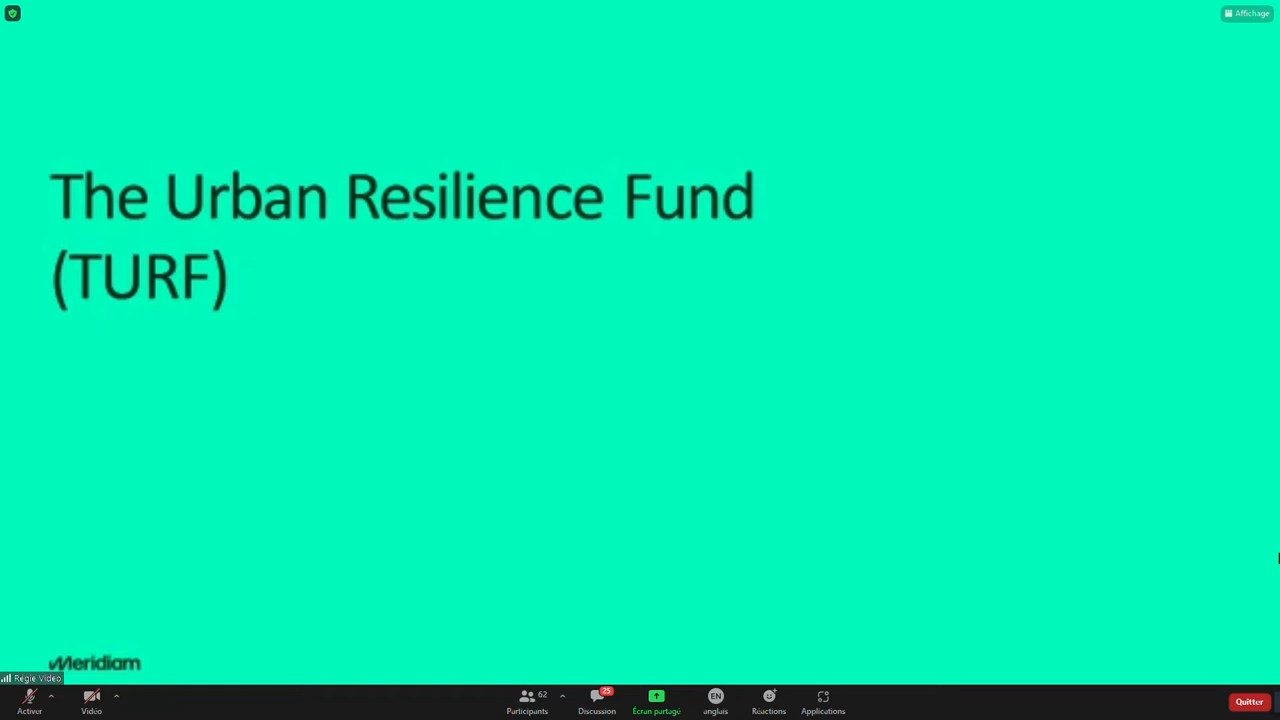 Affichage
The Urban Resilience Fund
(TURF)
Meridiam
Régie Vidéo
62
25
EN
Activer
Vidéo
Participants
Discussion
Écran partagé
anglais
Réactions
Applications
Quitter